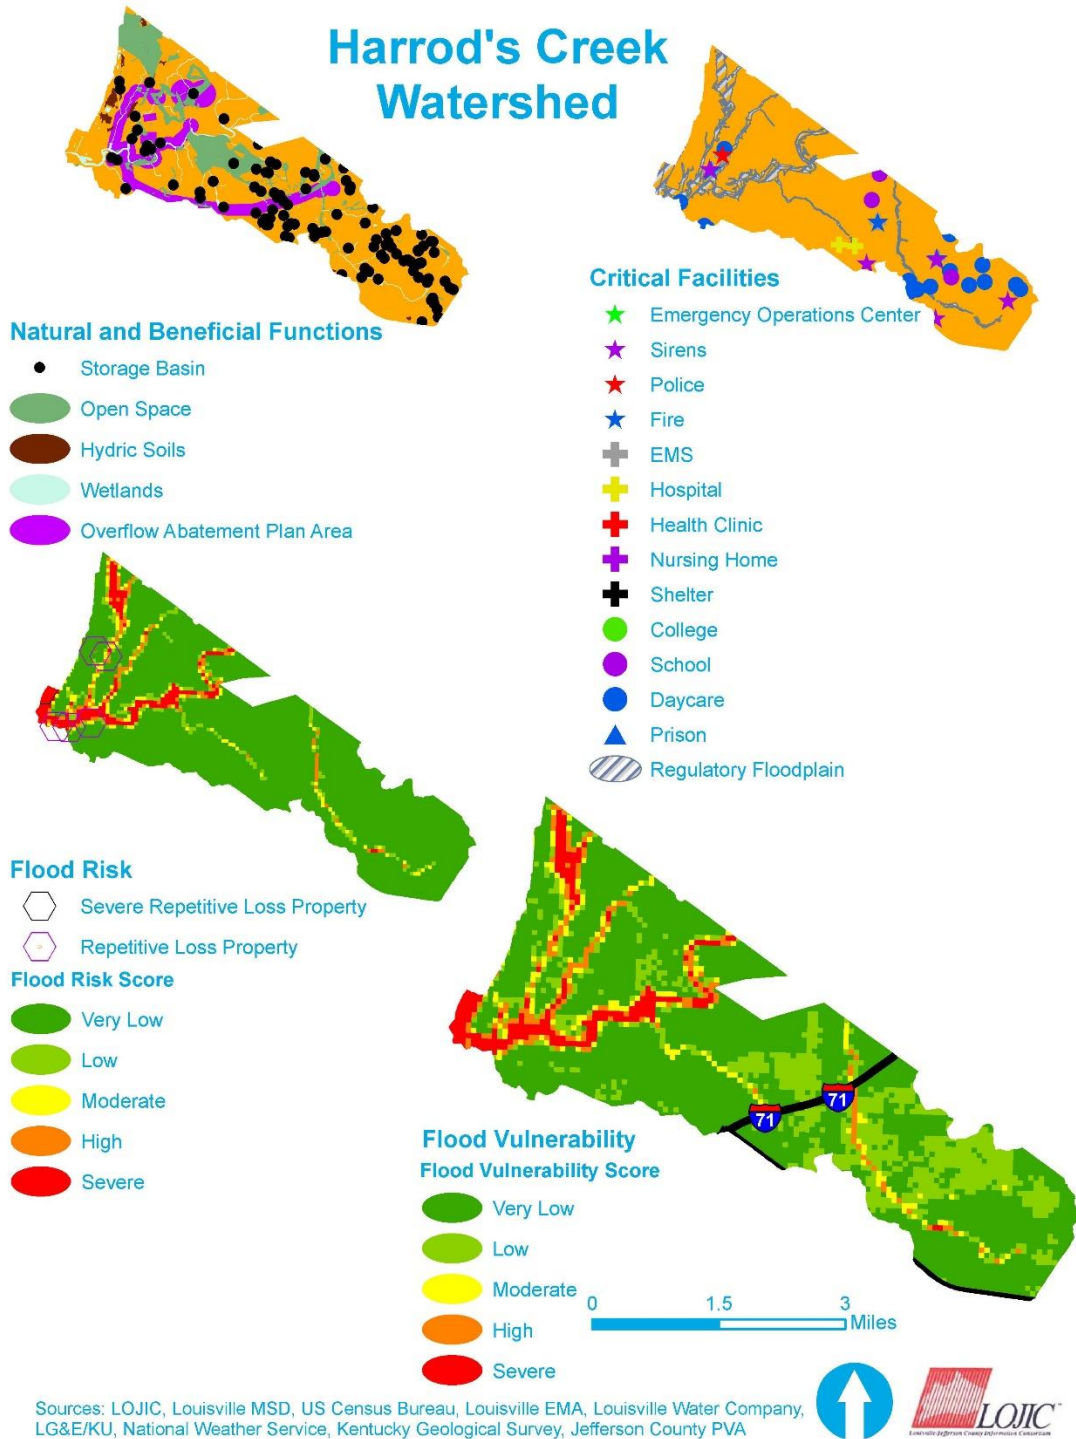 Harrod's Creek
Watershed
Natural and Beneficial Functions
Storage Basin
Open Space
Hydric Soils
Wetlands
Overflow Abatement Plan Area
Critical Facilities
Emergency Operations Center
Sirens
Police
Fire
EMS
Hospital
Health Clinic
Nursing Home
Shelter
College
School
Daycare
Prison
Regulatory Floodplain
Flood Risk
Severe Repetitive Loss Property
Repetitive Loss Property
Flood Risk Score
Very Low
Low
Moderate
High
Severe
71
71
Flood Vulnerability
Flood Vulnerability Score
Very Low
Low
Moderate
High
Severe
0 1.5 3
Miles
Sources: LOJIC, Louisville MSD, US Census Bureau, Louisville EMA, Louisville Water Company,
LG&E/KU, National Weather Service, Kentucky Geological Survey, Jefferson County PVA
LOJIC
Louisville/Jefferson County Information Consortium